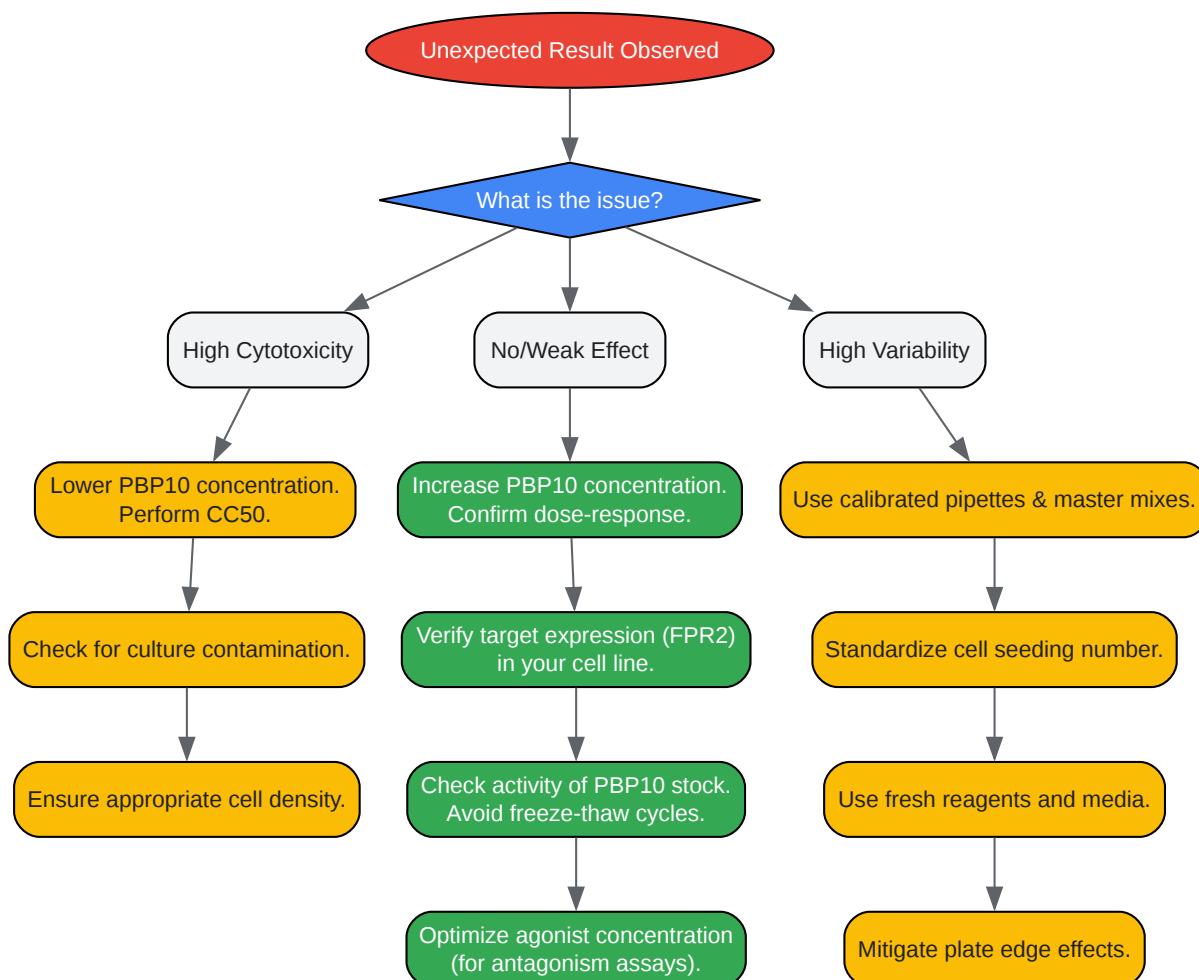 Unexpected Result Observed
What is the issue?
High Cytotoxicity
No/Weak Effect
High Variability
Lower PBP10 concentration.
Perform CC50.
Increase PBP10 concentration.
Confirm dose-response.
Use calibrated pipettes & master mixes.
Check for culture contamination.
Verify target expression (FPR2)
in your cell line.
Standardize cell seeding number.
Ensure appropriate cell density.
Check activity of PBP10 stock.
Avoid freeze-thaw cycles.
Use fresh reagents and media.
Optimize agonist concentration
(for antagonism assays).
Mitigate plate edge effects.